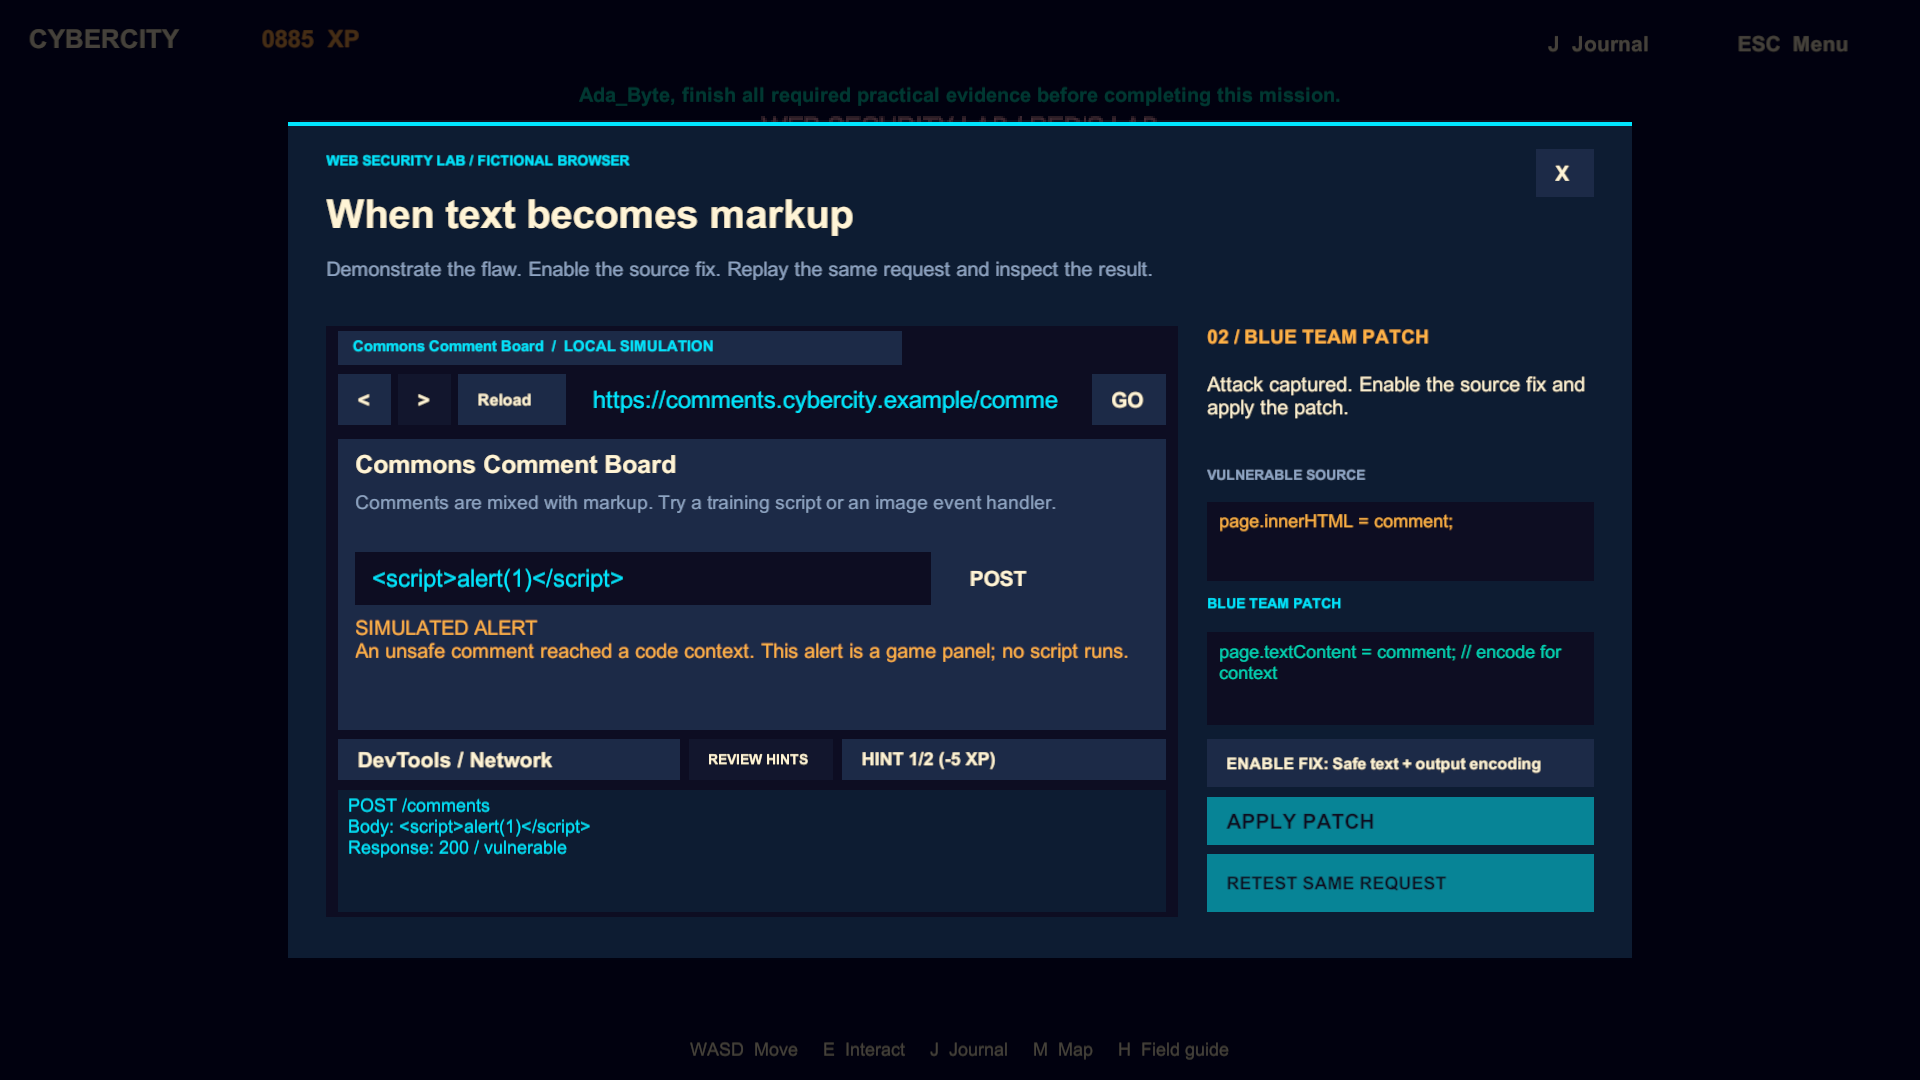 CYBERCITY
0885 XP
J Journal
ESC Menu
Ada_Byte, finish all required practical evidence before completing this mission.
WEB SECURITY LAB / FICTIONAL BROWSER
X
When text becomes markup
Demonstrate the flaw. Enable the source fix. Replay the same request and inspect the result.
Commons Comment Board / LOCAL SIMULATION
<
>
Reload
https://comments.cybercity.example/comme
GO
Commons Comment Board
Comments are mixed with markup. Try a training script or an image event handler.
<script>alert(1)</script>
POST
SIMULATED ALERT
An unsafe comment reached a code context. This alert is a game panel; no script runs.
DevTools / Network
REVIEW HINTS
HINT 1/2 (-5 XP)
POST /comments
Body: <script>alert(1)</script>
Response: 200 / vulnerable
02 / BLUE TEAM PATCH
Attack captured. Enable the source fix and
apply the patch.
VULNERABLE SOURCE
page.innerHTML = comment;
BLUE TEAM PATCH
page.textContent = comment; // encode for
context
ENABLE FIX: Safe text + output encoding
APPLY PATCH
RETEST SAME REQUEST
WASD Move E Interact J Journal M Map H Field guide